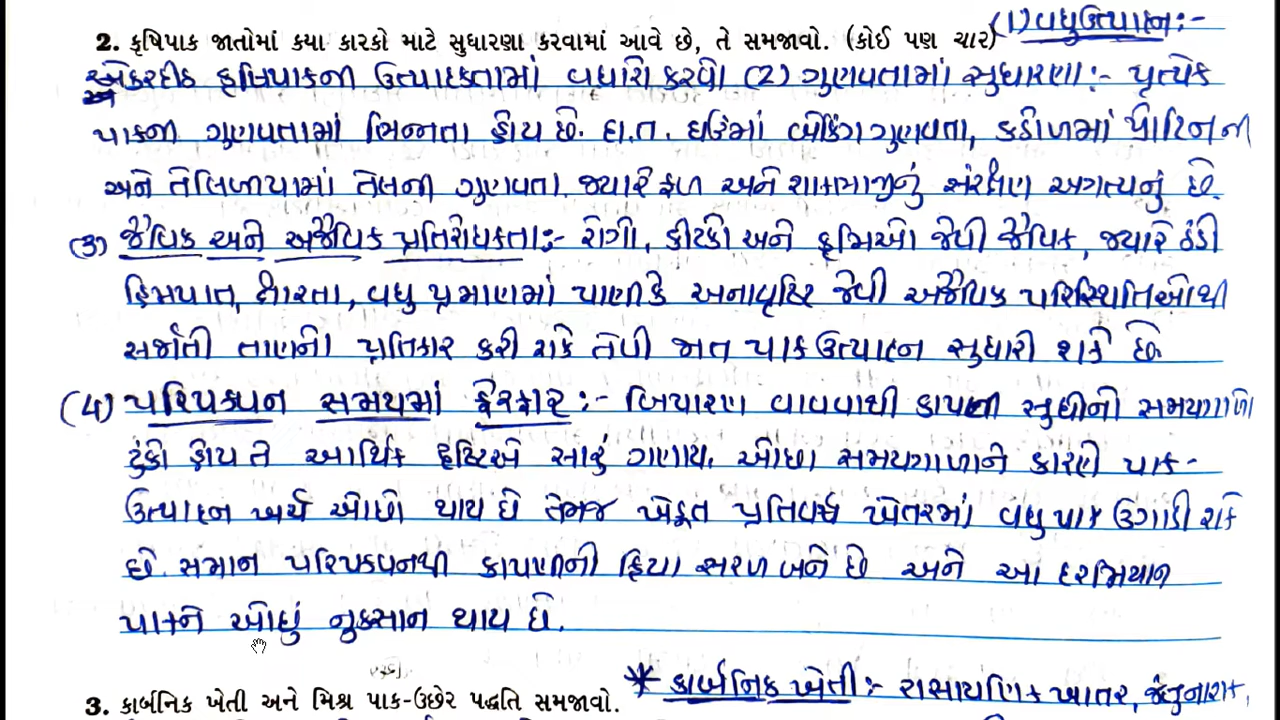 2. કૃષિપાક જાતોમાં કયા કારકો માટે સુધારણા કરવામાં આવે છે, તે સમજાવો. (કોઈ પણ ચાર) (1) વધુ ઉત્પાદન :-
એકરદીઠ કૃષિપાકની ઉત્પાદકતામાં વધારો કરવો (2) ગુણવત્તામાં સુધારણા :- પ્રત્યેક
પાકની ગુણવત્તામાં ભિન્નતા હોય છે. દા.ત. ઘઉંમાં બેકિંગ ગુણવત્તા, કઠોળમાં પ્રોટિનની
અને તેલિબીયામાં તેલની ગુણવત્તા જ્યારે ફળ અને શાકભાજીનું સંરક્ષણ અગત્યનું છે.
(3) જૈવિક અને અજૈવિક પ્રતિરોધકતા :- રોગો, કીટકો અને કૃમિઓ જેવી જૈવિક, જ્યારે ઠંડી
હિમપાત, ક્ષારતા, વધુ પ્રમાણમાં પાણી કે અનાવૃષ્ટિ જેવી અજૈવિક પરિસ્થિતિઓથી
સર્જાતી તાણનો પ્રતિકાર કરી શકે તેવી જાત પાક ઉત્પાદન સુધારી શકે છે.
(4) પરિપક્વન સમયમાં ફેરફાર :- બિયારણ વાવવાથી કાપણી સુધીનો સમયગાળો
ટુંકો હોય તે આર્થિક દૃષ્ટિએ સારું ગણાય. ઓછા સમયગાળાને કારણે પાક-
ઉત્પાદન ખર્ચ ઓછો થાય છે તેમજ ખેડૂત પ્રતિવર્ષ ખેતરમાં વધુ પાક ઉગાડી શકે
છે. સમાન પરિપક્વનથી કાપણીની ક્રિયા સરળ બને છે અને આ દરમિયાન
પાકને ઓછું નુકસાન થાય છે.
3. કાર્બનિક ખેતી અને મિશ્ર પાક-ઉછેર પદ્ધતિ સમજાવો. * કાર્બનિક ખેતી :- રાસાયણિક ખાતર, જંતુનાશક,